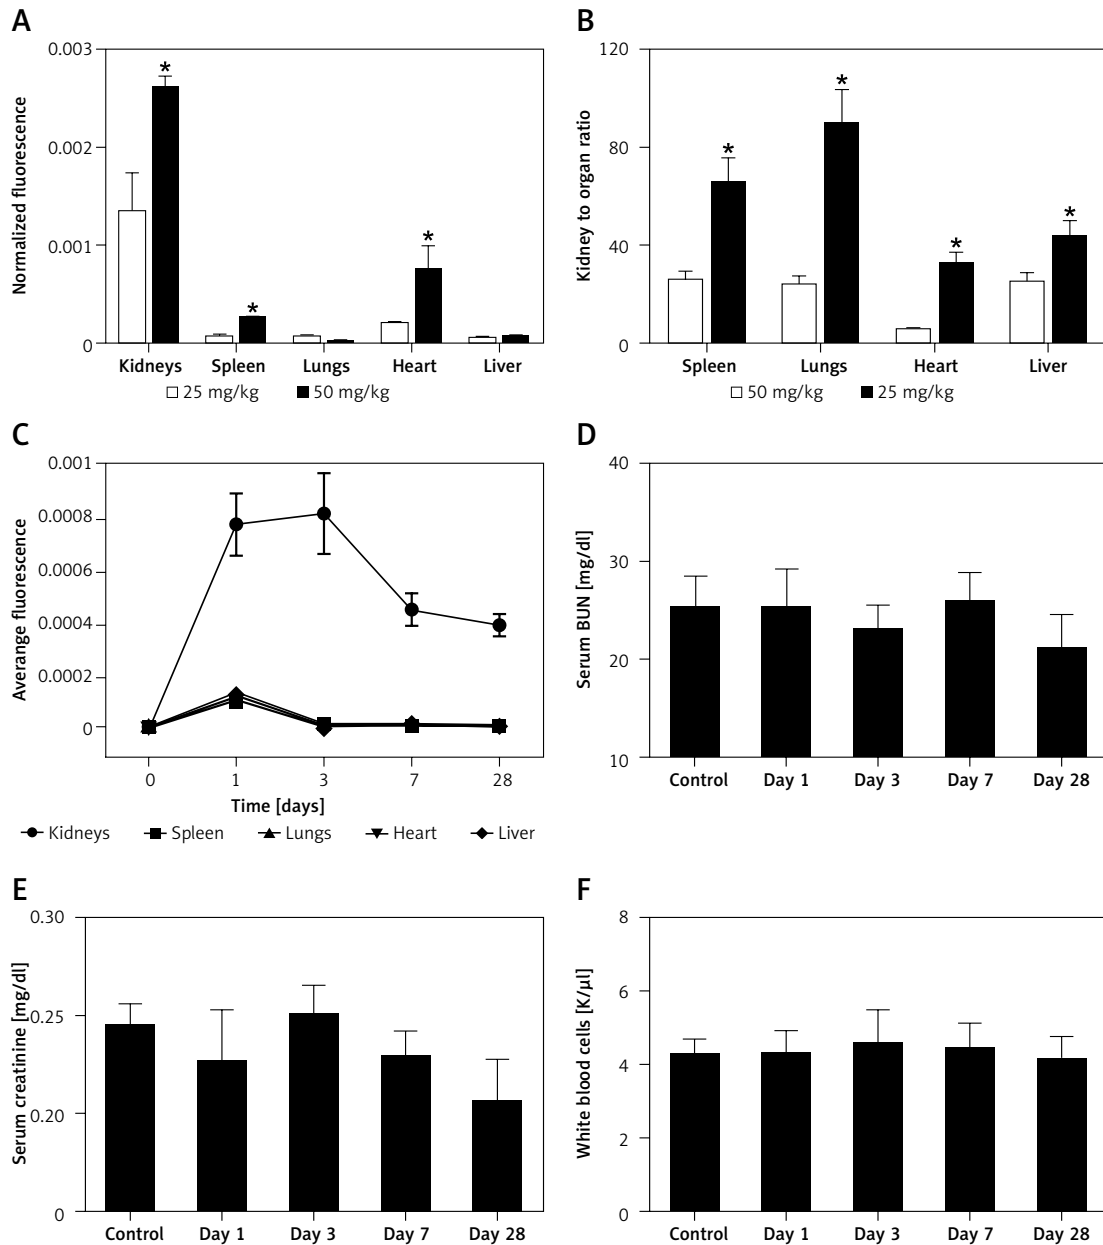 A
Normalized fluorescence
0.003
0.002
0.001
0
*
*
*
Kidneys Spleen Lungs Heart Liver
25 mg/kg 50 mg/kg
B
Kidney to organ ratio
120
80
40
0
*
*
*
*
Spleen Lungs Heart Liver
50 mg/kg 25 mg/kg
C
Averange fluorescence
0.001
0.0008
0.0006
0.0004
0.0002
0
0 1 3 7 28
Time [days]
Kidneys Spleen Lungs Heart Liver
D
Serum BUN [mg/dl]
40
30
20
10
Control Day 1 Day 3 Day 7 Day 28
E
Serum creatinine [mg/dl]
0.30
0.25
0.20
0
Control Day 1 Day 3 Day 7 Day 28
F
White blood cells [K/µl]
8
6
4
2
0
Control Day 1 Day 3 Day 7 Day 28